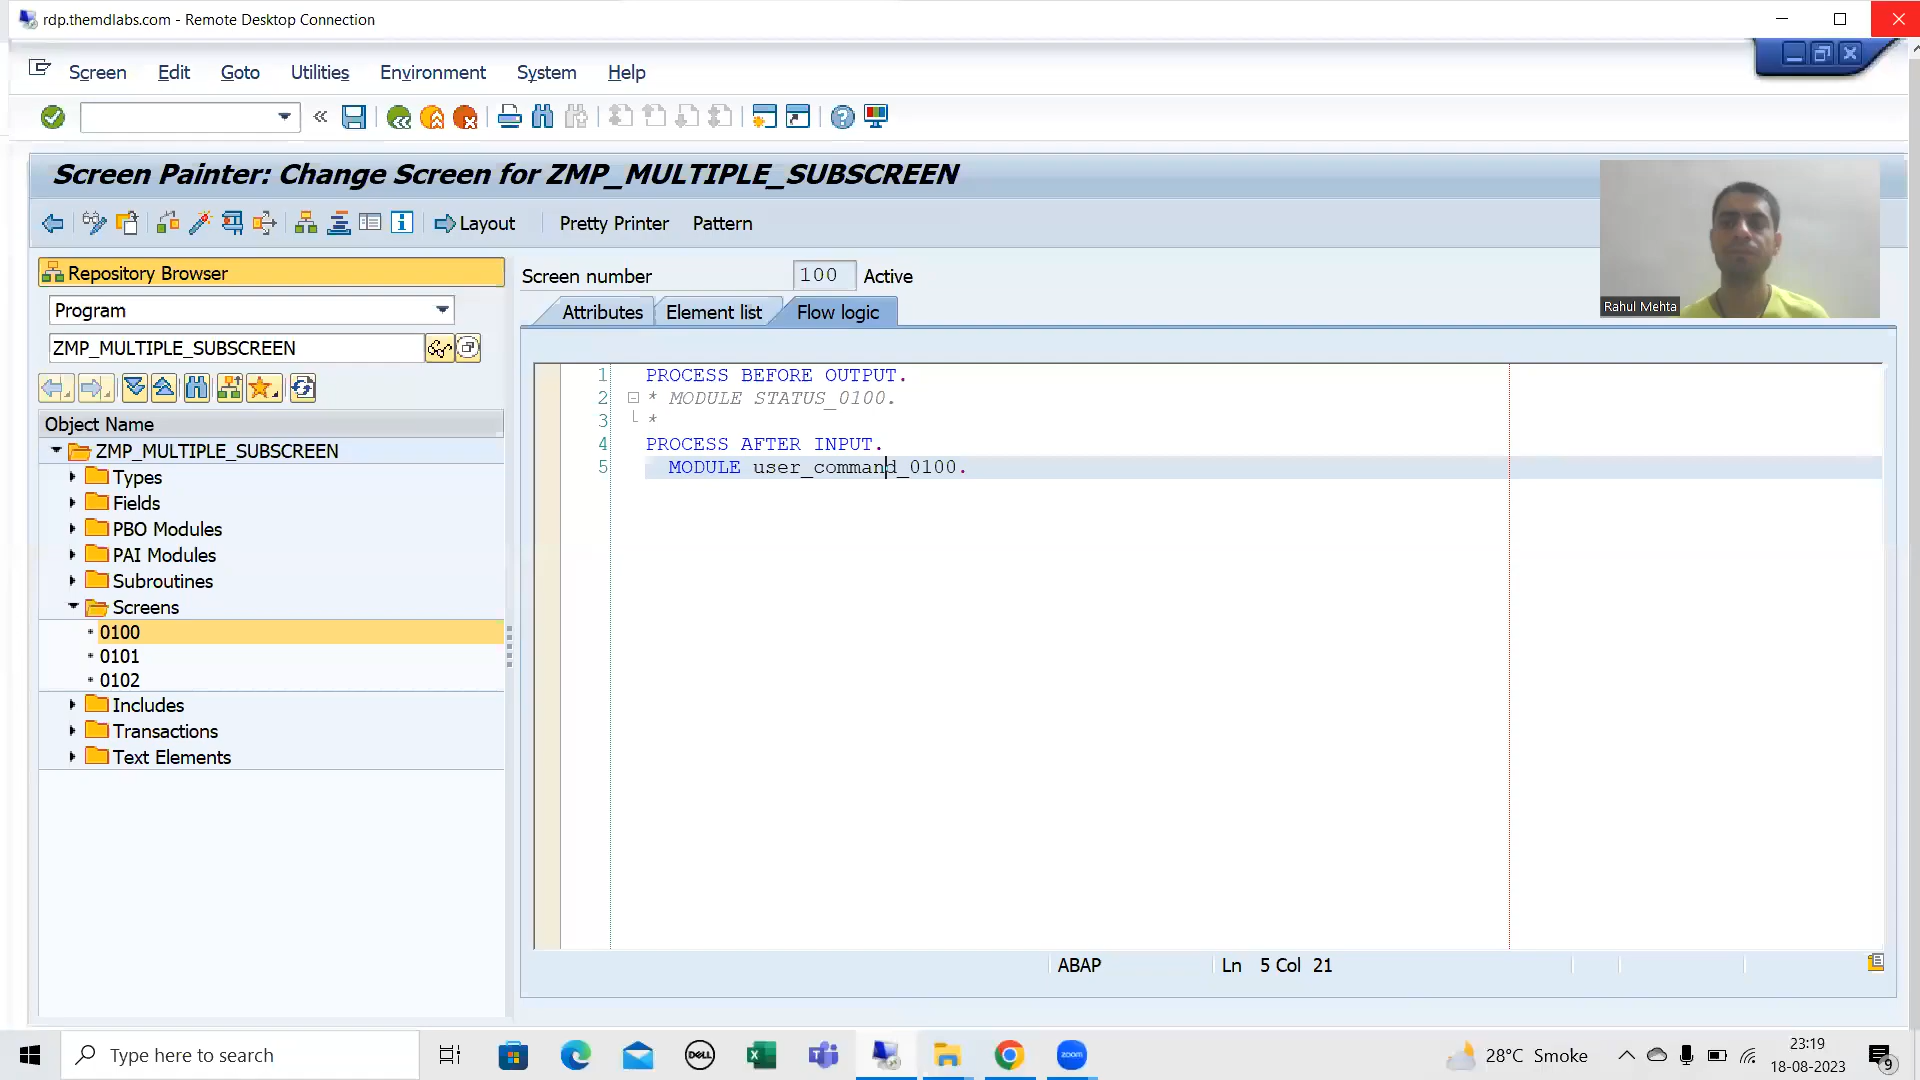 rdp.themdlabs.com - Remote Desktop Connection
Screen Edit Goto Utilities Environment System Help
Screen Painter: Change Screen for ZMP_MULTIPLE_SUBSCREEN
Layout Pretty Printer Pattern
Repository Browser
Program
ZMP_MULTIPLE_SUBSCREEN
Object Name
ZMP_MULTIPLE_SUBSCREEN
Types
Fields
PBO Modules
PAI Modules
Subroutines
Screens
0100
0101
0102
Includes
Transactions
Text Elements
Screen number 100 Active
Attributes Element list Flow logic
1 PROCESS BEFORE OUTPUT.
2 * MODULE STATUS_0100.
3 *
4 PROCESS AFTER INPUT.
5 MODULE user_command_0100.
ABAP Ln 5 Col 21
Rahul Mehta
Type here to search
DELL
zoom
28°C Smoke
23:19
18-08-2023
9